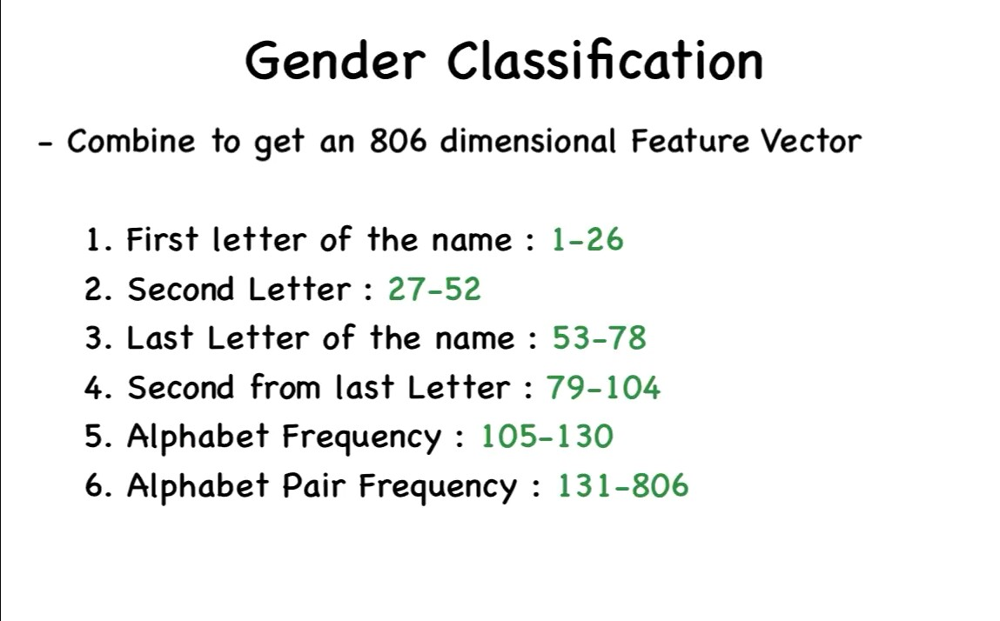 Gender Classification
- Combine to get an 806 dimensional Feature Vector
1. First letter of the name : 1-26
2. Second Letter : 27-52
3. Last Letter of the name : 53-78
4. Second from last Letter : 79-104
5. Alphabet Frequency : 105-130
6. Alphabet Pair Frequency : 131-806